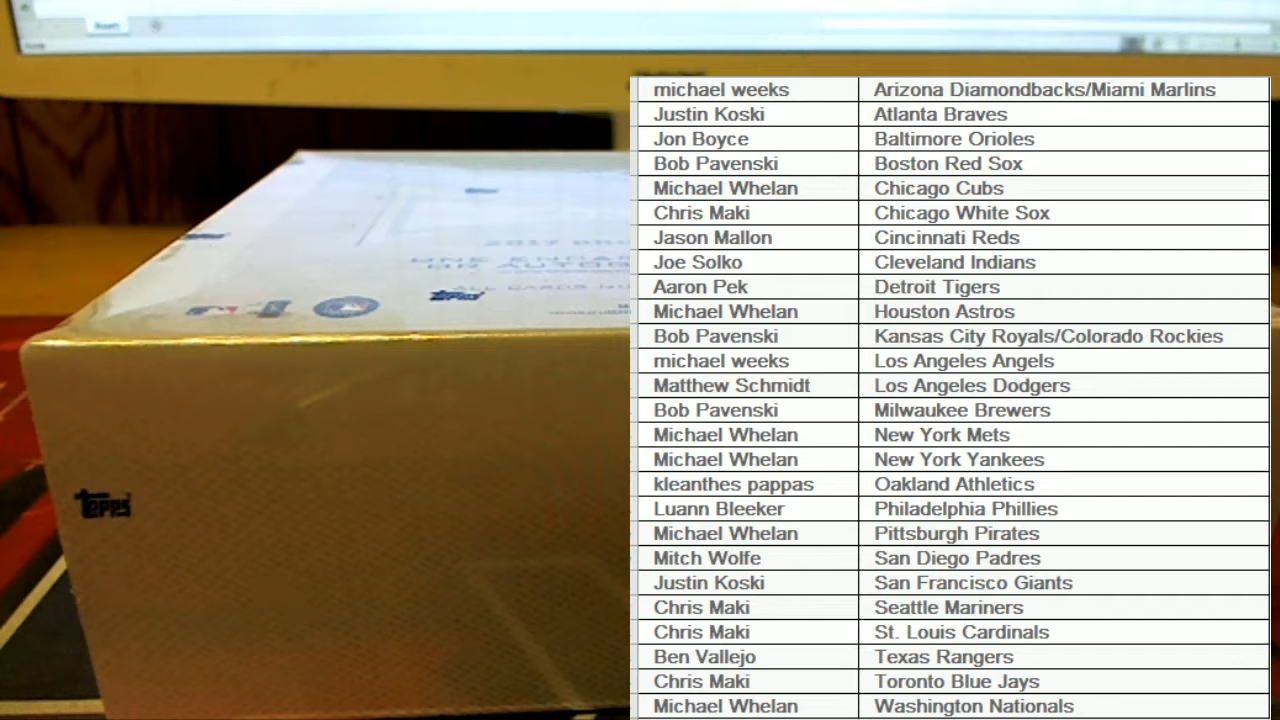 michael weeks Arizona Diamondbacks/Miami Marlins
Justin Koski Atlanta Braves
Jon Boyce Baltimore Orioles
Bob Pavenski Boston Red Sox
Michael Whelan Chicago Cubs
Chris Maki Chicago White Sox
Jason Mallon Cincinnati Reds
Joe Solko Cleveland Indians
Aaron Pek Detroit Tigers
Michael Whelan Houston Astros
Bob Pavenski Kansas City Royals/Colorado Rockies
michael weeks Los Angeles Angels
Matthew Schmidt Los Angeles Dodgers
Bob Pavenski Milwaukee Brewers
Michael Whelan New York Mets
Michael Whelan New York Yankees
kleanthes pappas Oakland Athletics
Luann Bleeker Philadelphia Phillies
Michael Whelan Pittsburgh Pirates
Mitch Wolfe San Diego Padres
Justin Koski San Francisco Giants
Chris Maki Seattle Mariners
Chris Maki St. Louis Cardinals
Ben Vallejo Texas Rangers
Chris Maki Toronto Blue Jays
Michael Whelan Washington Nationals
2017
ONE
OR
ALL CARDS
Topps
Topps